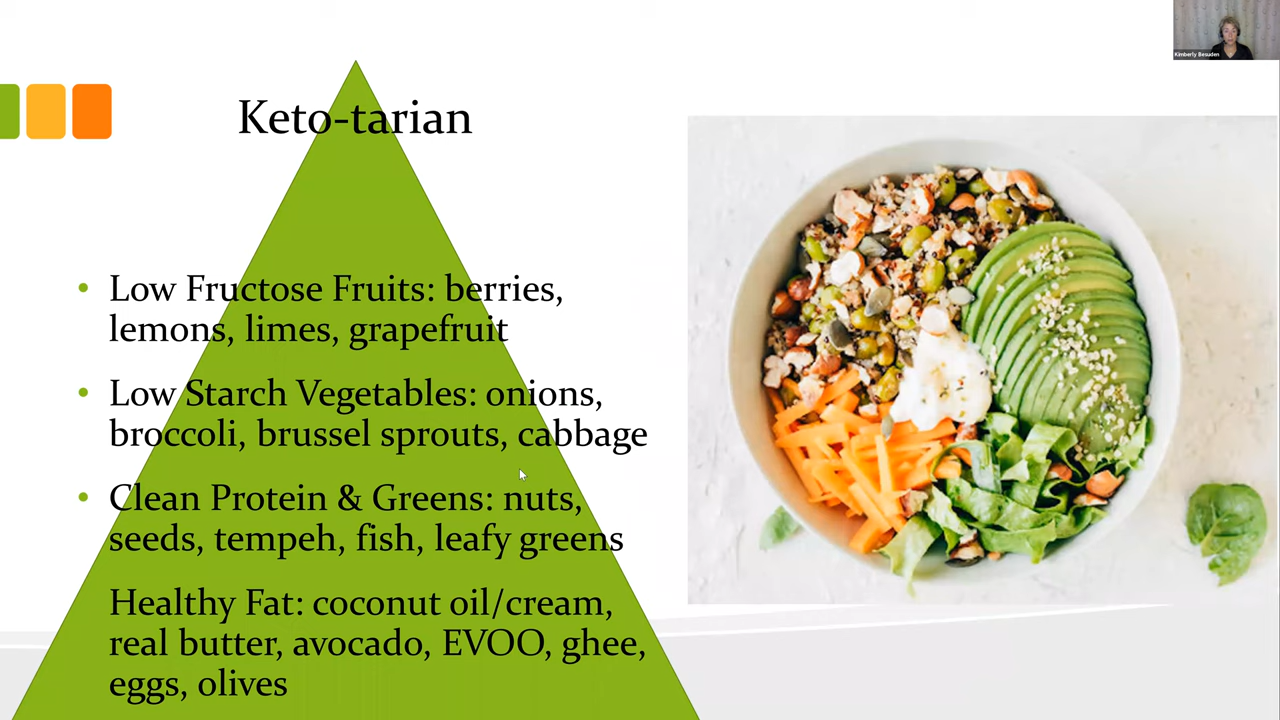 Kimberly Besuden
Keto-tarian
• Low Fructose Fruits: berries,
lemons, limes, grapefruit
• Low Starch Vegetables: onions,
broccoli, brussel sprouts, cabbage
• Clean Protein & Greens: nuts,
seeds, tempeh, fish, leafy greens
Healthy Fat: coconut oil/cream,
real butter, avocado, EVOO, ghee,
eggs, olives